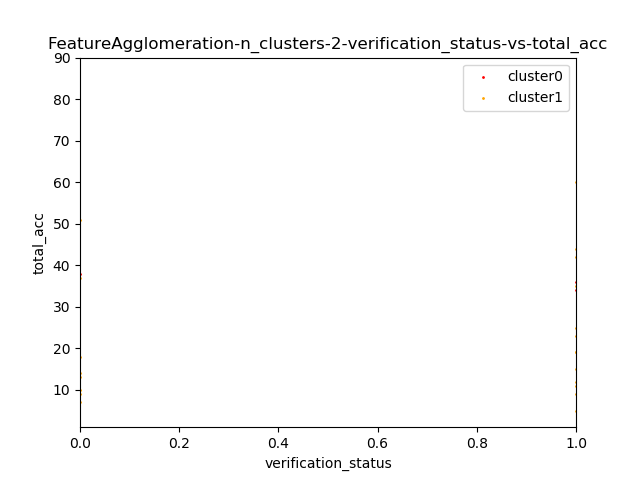 FeatureAgglomeration-n_clusters-2-verification_status-vs-total_acc
90
80
70
60
50
40
30
20
10
total_acc
cluster0
cluster1
0.0 0.2 0.4 0.6 0.8 1.0
verification_status